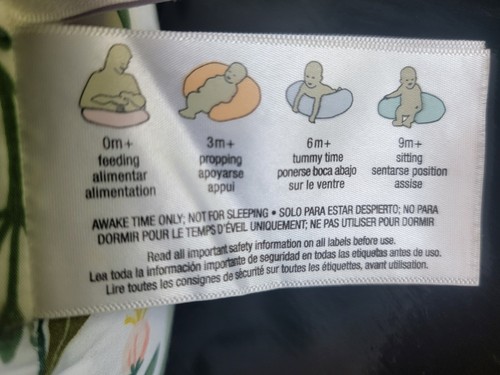 0m+ 3m+ 6m+ 9m+
feeding propping tummy time sitting
alimentar apoyarse ponerse boca abajo sentarse position
alimentation appui sur le ventre assise
AWAKE TIME ONLY; NOT FOR SLEEPING • SOLO PARA ESTAR DESPIERTO; NO PARA
DORMIR POUR LE TEMPS D'ÉVEIL UNIQUEMENT; NE PAS UTILISER POUR DORMIR
Read all important safety information on all labels before use.
Lea toda la información importante de seguridad en todas las etiquetas antes de uso.
Lire toutes les consignes de sécurité sur toutes les étiquettes, avant utilisation.